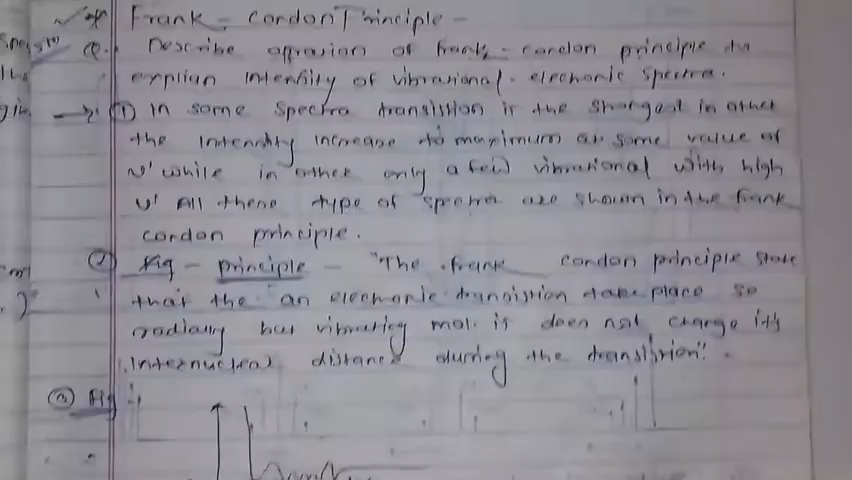 * Frank - Condon Principle -
Q. Describe of Frank - condon principle to
explian intensity of vibrational - electronic spectra.
→ ① In some spectra transistion is the strongest in other
the intensity increase to maximum at some value of
v' while in other only a few vibrational with high
v' All these type of spectra are shown in the Frank
condon principle.
② Fig - principle - "The Frank condon principle state
that the "an electronic transistion take place so
radially but vibrating mol. is does not change it's
internuclear distance during the transistion".
③ Fig -